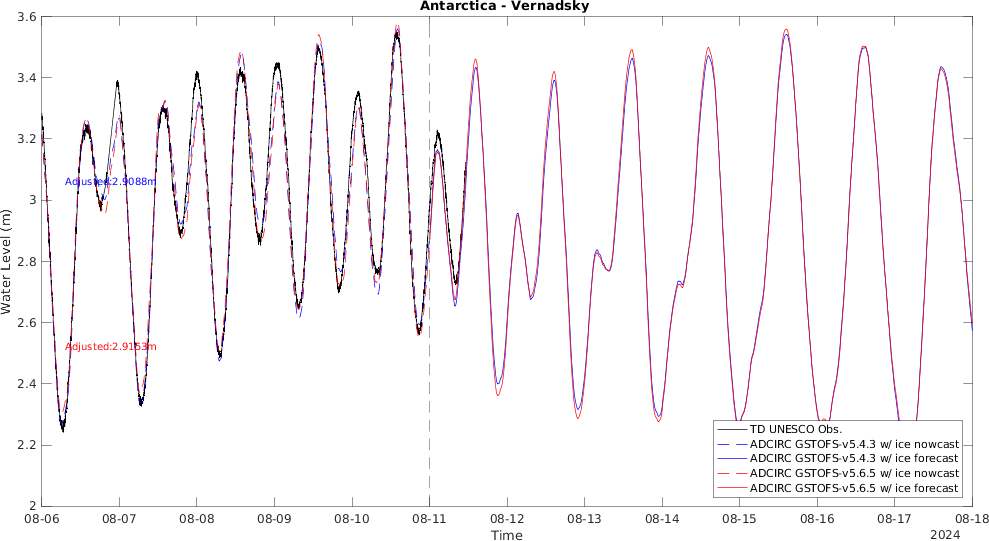 Antarctica - Vernadsky
3.6
3.4
3.2
3
2.8
2.6
2.4
2.2
2
Water Level (m)
Adjusted:2.9088m
Adjusted:2.9153m
TD UNESCO Obs.
ADCIRC GSTOFS-v5.4.3 w/ ice nowcast
ADCIRC GSTOFS-v5.4.3 w/ ice forecast
ADCIRC GSTOFS-v5.6.5 w/ ice nowcast
ADCIRC GSTOFS-v5.6.5 w/ ice forecast
08-06 08-07 08-08 08-09 08-10 08-11 08-12 08-13 08-14 08-15 08-16 08-17 08-18
Time
2024